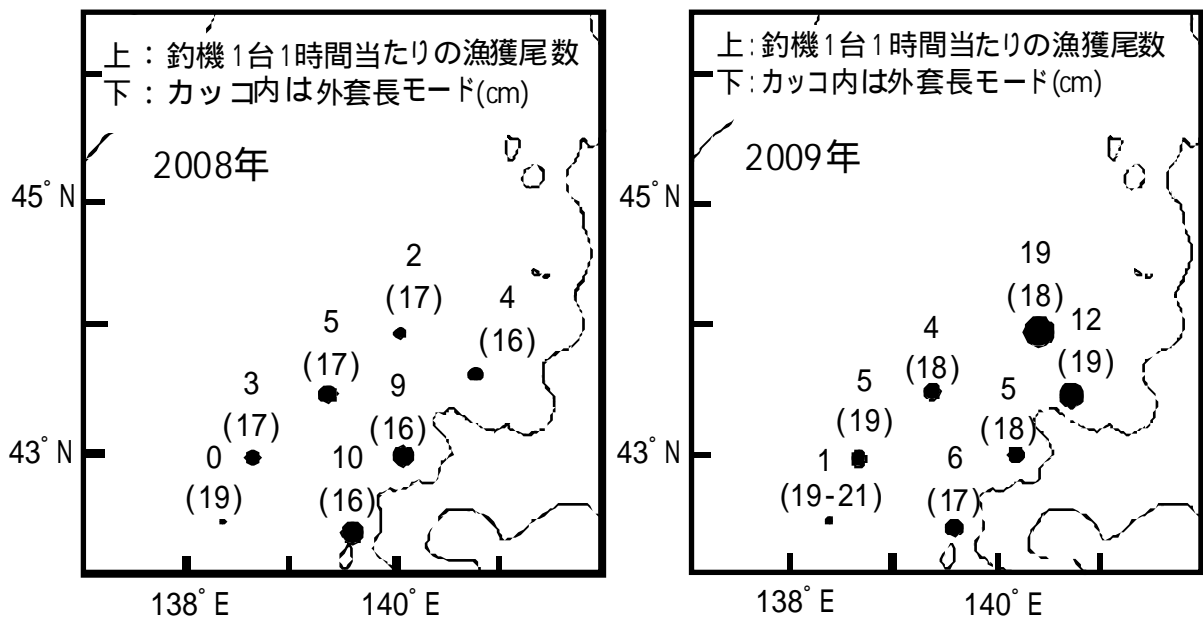 上：釣機1台1時間当たりの漁獲尾数
下：カッコ内は外套長モード(cm)
2008年
45°N
2
(17)
4
(16)
5
(17)
9
(16)
3
(17)
43°N
0
(19)
10
(16)
138°E
140°E
上：釣機1台1時間当たりの漁獲尾数
下：カッコ内は外套長モード(cm)
2009年
45°N
19
(18)
12
(19)
4
(18)
5
(19)
5
(18)
43°N
1
(19-21)
6
(17)
138°E
140°E